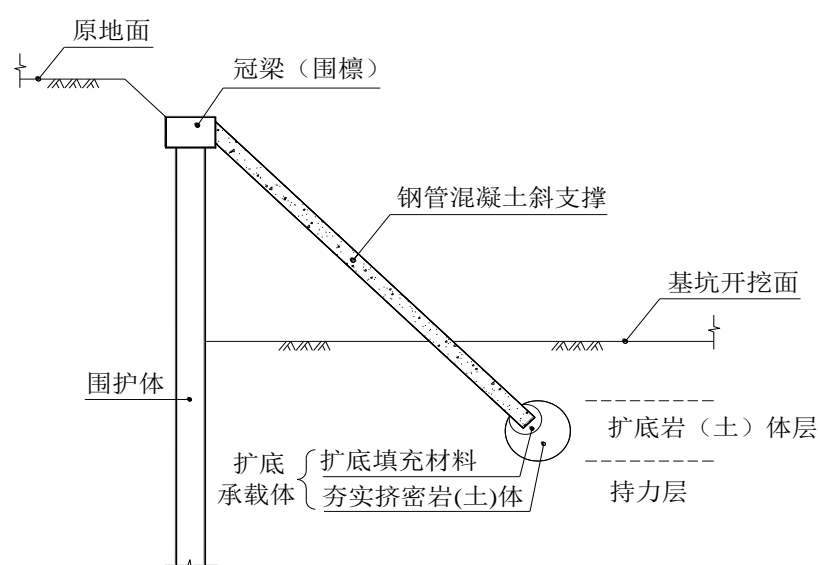 原地面
冠梁（围檩）
钢管混凝土斜支撑
基坑开挖面
围护体
扩底岩（土）体层
扩底
承载体
扩底填充材料
夯实挤密岩(土)体
持力层